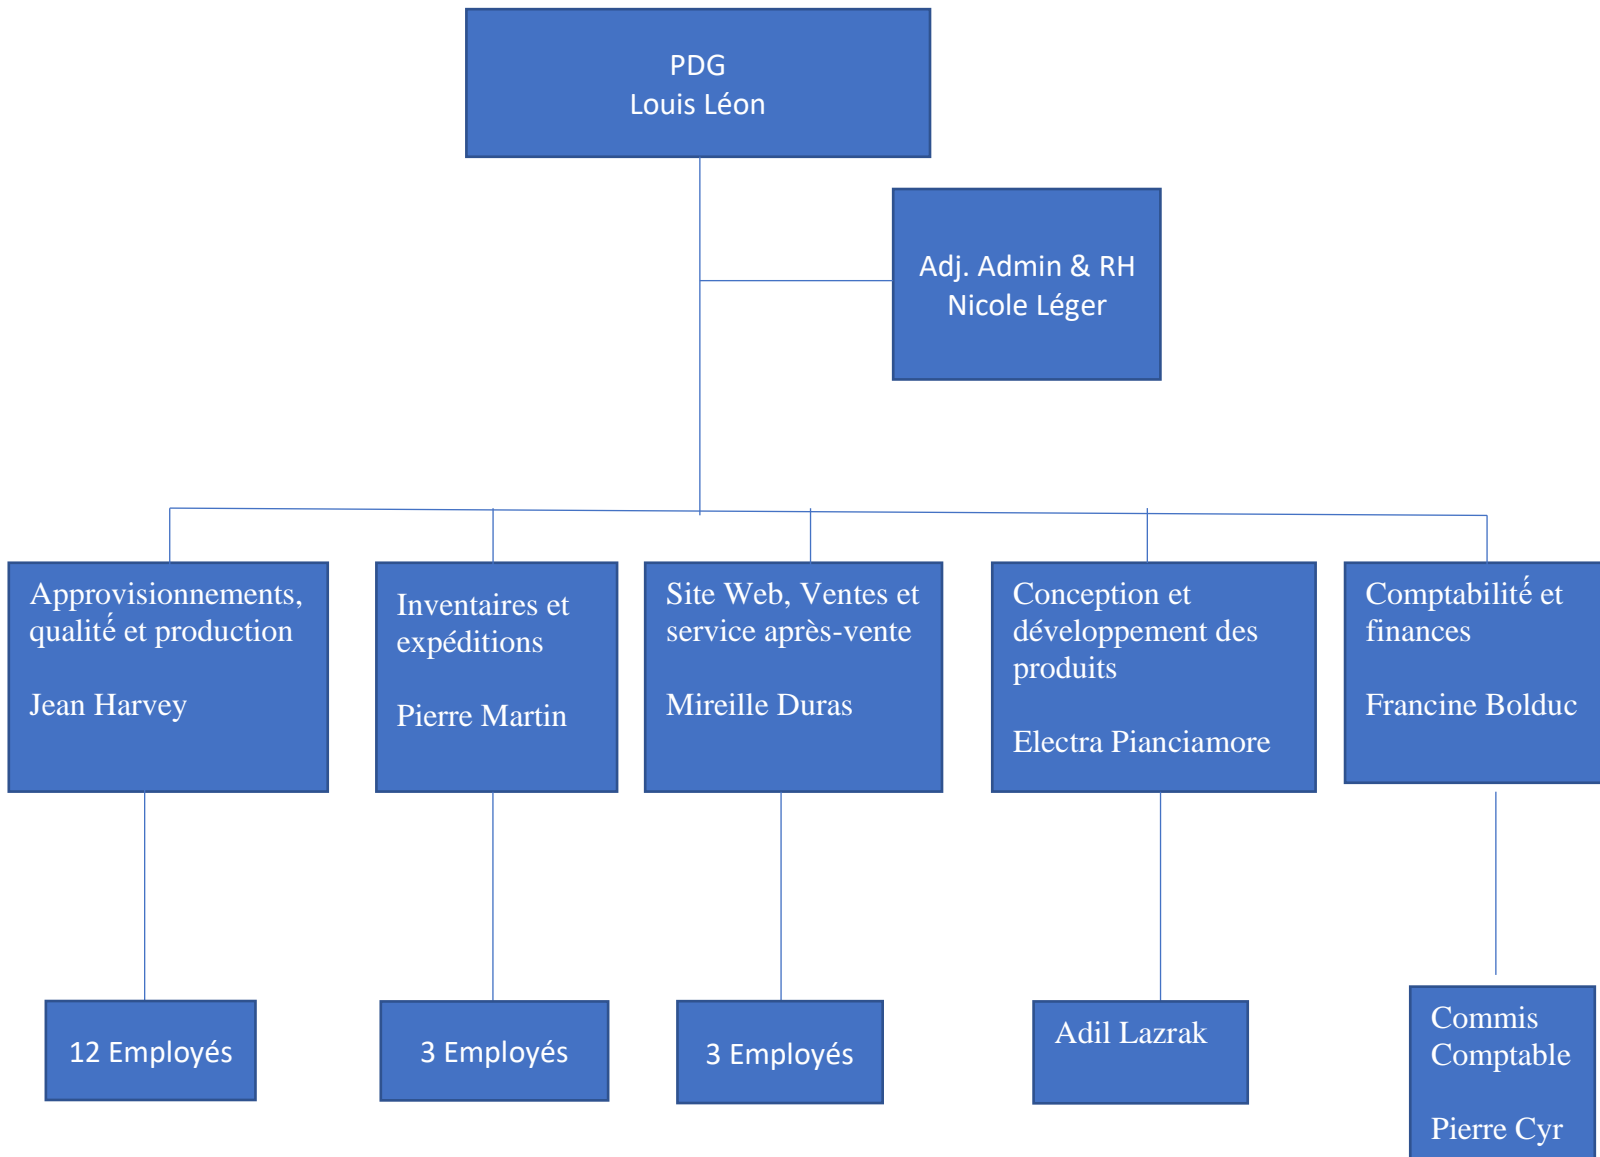 PDG
Louis Léon
Adj. Admin & RH
Nicole Léger
Approvisionnements,
qualité et production
Jean Harvey
Inventaires et
expéditions
Pierre Martin
Site Web, Ventes et
service après-vente
Mireille Duras
Conception et
développement des
produits
Electra Pianciamore
Comptabilité et
finances
Francine Bolduc
12 Employés
3 Employés
3 Employés
Adil Lazrak
Commis
Comptable
Pierre Cyr